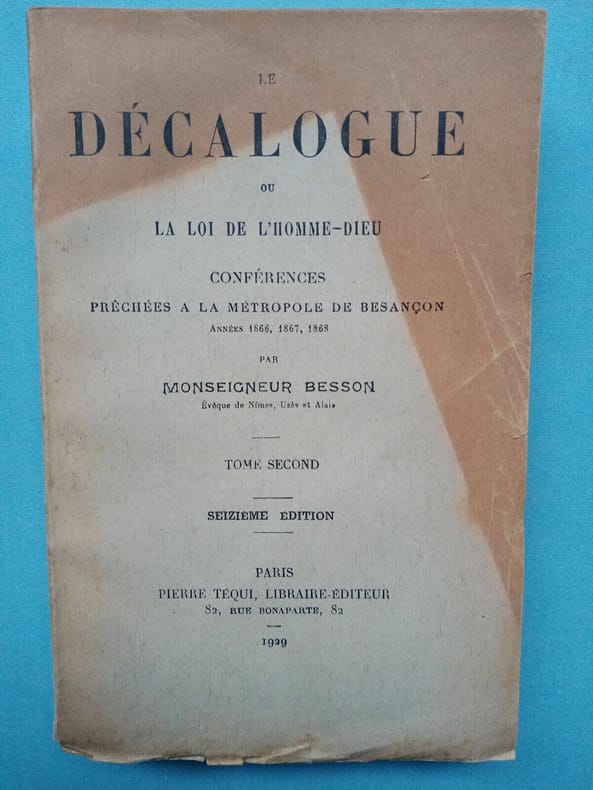 LE
DÉCALOGUE
OU
LA LOI DE L'HOMME-DIEU
CONFÉRENCES
PRÊCHÉES A LA MÉTROPOLE DE BESANÇON
ANNÉES 1866, 1867, 1868
PAR
MONSEIGNEUR BESSON
Évêque de Nîmes, Uzès et Alais
TOME SECOND
SEIZIÈME ÉDITION
PARIS
PIERRE TÉQUI, LIBRAIRE-ÉDITEUR
82, RUE BONAPARTE, 82
1929